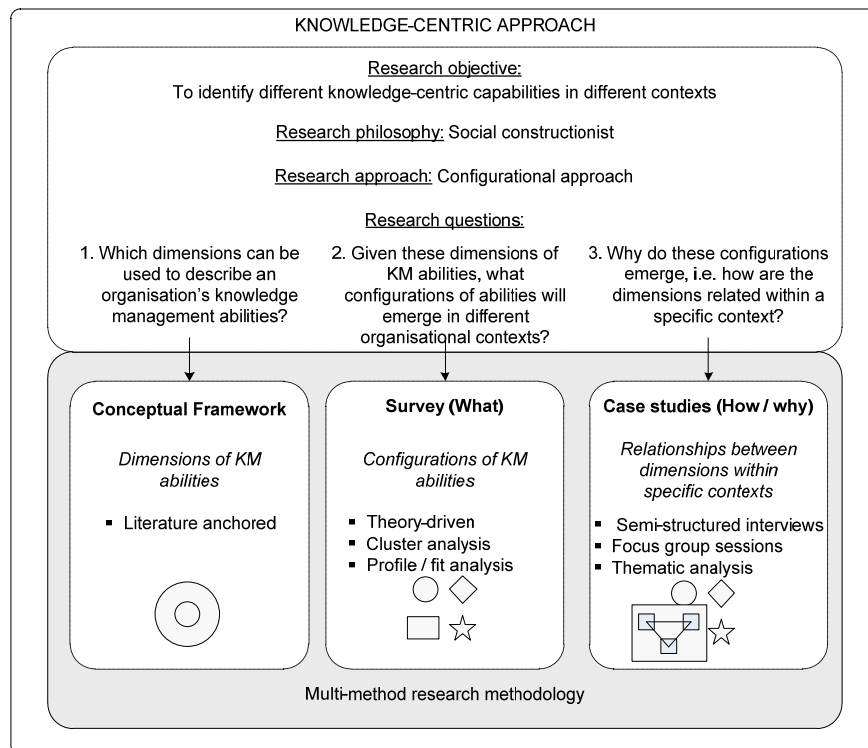 KNOWLEDGE-CENTRIC APPROACH
Research objective:
To identify different knowledge-centric capabilities in different contexts
Research philosophy: Social constructionist
Research approach: Configurational approach
Research questions:
1. Which dimensions can be
used to describe an
organisation's knowledge
management abilities?
2. Given these dimensions of
KM abilities, what
configurations of abilities will
emerge in different
organisational contexts?
3. Why do these configurations
emerge, i.e. how are the
dimensions related within a
specific context?
Conceptual Framework
Dimensions of KM
abilities
▪ Literature anchored
Survey (What)
Configurations of KM
abilities
▪ Theory-driven
▪ Cluster analysis
▪ Profile / fit analysis
Case studies (How / why)
Relationships between
dimensions within
specific contexts
▪ Semi-structured interviews
▪ Focus group sessions
▪ Thematic analysis
Multi-method research methodology